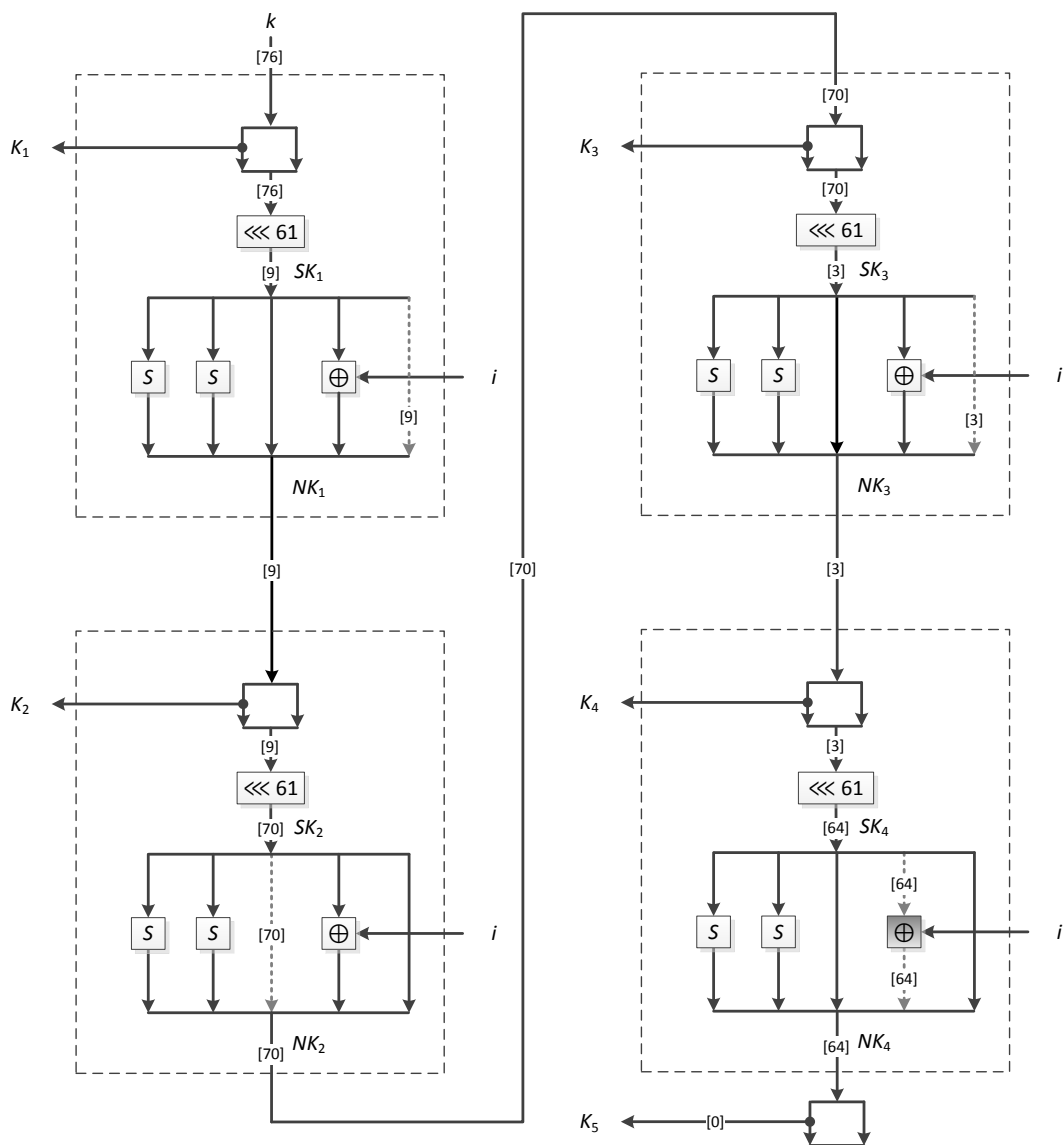 k
[76]
K1
[76]
<<< 61
[9] SK1
S S ⊕ i
[9]
NK1
[9]
K2
[9]
<<< 61
[70] SK2
S S [70] ⊕ i
NK2
[70]
[70]
[70]
K3
[70]
<<< 61
[3] SK3
S S ⊕ i
[3]
NK3
[3]
K4
[3]
<<< 61
[64] SK4
[64]
S S ⊕ i
[64]
[64] NK4
K5 [0]